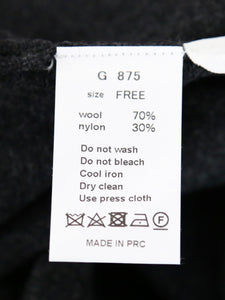 G 875
size FREE
wool 70%
nylon 30%
Do not wash
Do not bleach
Cool iron
Dry clean
Use press cloth
MADE IN PRC